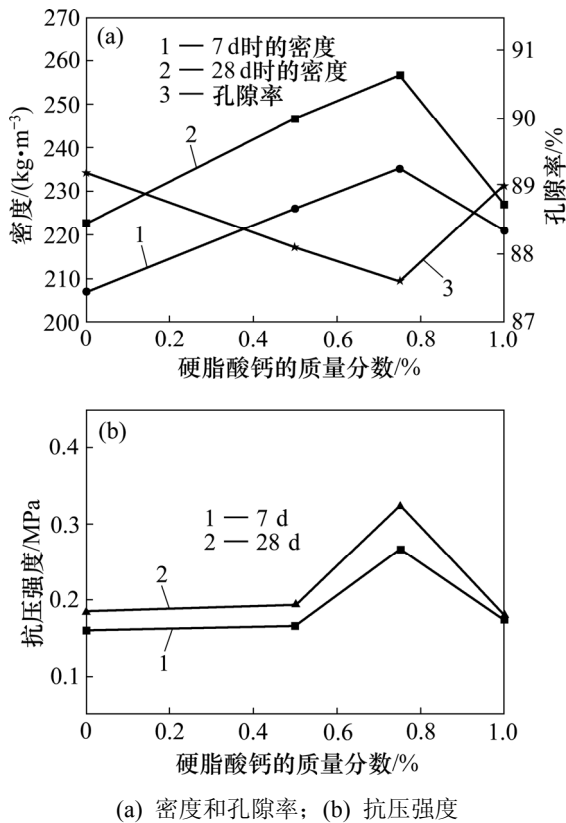 (a)
1 — 7 d时的密度
2 — 28 d时的密度
3 — 孔隙率
密度/(kg•m⁻³)
270
260
250
240
230
220
210
200
孔隙率/%
91
90
89
88
87
2
1
3
0 0.2 0.4 0.6 0.8 1.0
硬脂酸钙的质量分数/%
(b)
1 — 7 d
2 — 28 d
抗压强度/MPa
0.4
0.3
0.2
0.1
2
1
0 0.2 0.4 0.6 0.8 1.0
硬脂酸钙的质量分数/%
(a) 密度和孔隙率；(b) 抗压强度